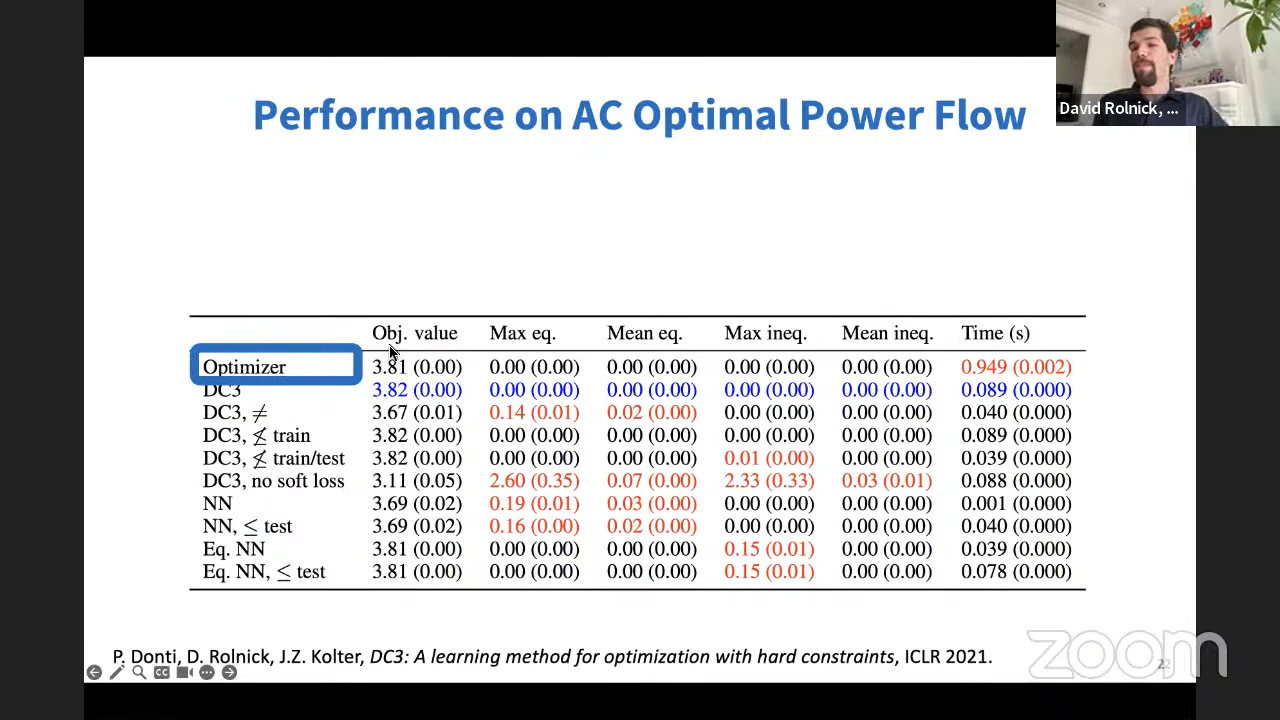 David Rolnick, ...
Performance on AC Optimal Power Flow
Obj. value Max eq. Mean eq. Max ineq. Mean ineq. Time (s)
Optimizer 3.81 (0.00) 0.00 (0.00) 0.00 (0.00) 0.00 (0.00) 0.00 (0.00) 0.949 (0.002)
DC3 3.82 (0.00) 0.00 (0.00) 0.00 (0.00) 0.00 (0.00) 0.00 (0.00) 0.089 (0.000)
DC3, ≠ 3.67 (0.01) 0.14 (0.01) 0.02 (0.00) 0.00 (0.00) 0.00 (0.00) 0.040 (0.000)
DC3, ≰ train 3.82 (0.00) 0.00 (0.00) 0.00 (0.00) 0.00 (0.00) 0.00 (0.00) 0.089 (0.000)
DC3, ≰ train/test 3.82 (0.00) 0.00 (0.00) 0.00 (0.00) 0.01 (0.00) 0.00 (0.00) 0.039 (0.000)
DC3, no soft loss 3.11 (0.05) 2.60 (0.35) 0.07 (0.00) 2.33 (0.33) 0.03 (0.01) 0.088 (0.000)
NN 3.69 (0.02) 0.19 (0.01) 0.03 (0.00) 0.00 (0.00) 0.00 (0.00) 0.001 (0.000)
NN, ≤ test 3.69 (0.02) 0.16 (0.00) 0.02 (0.00) 0.00 (0.00) 0.00 (0.00) 0.040 (0.000)
Eq. NN 3.81 (0.00) 0.00 (0.00) 0.00 (0.00) 0.15 (0.01) 0.00 (0.00) 0.039 (0.000)
Eq. NN, ≤ test 3.81 (0.00) 0.00 (0.00) 0.00 (0.00) 0.15 (0.01) 0.00 (0.00) 0.078 (0.000)
P. Donti, D. Rolnick, J.Z. Kolter, DC3: A learning method for optimization with hard constraints, ICLR 2021.
22
zoom